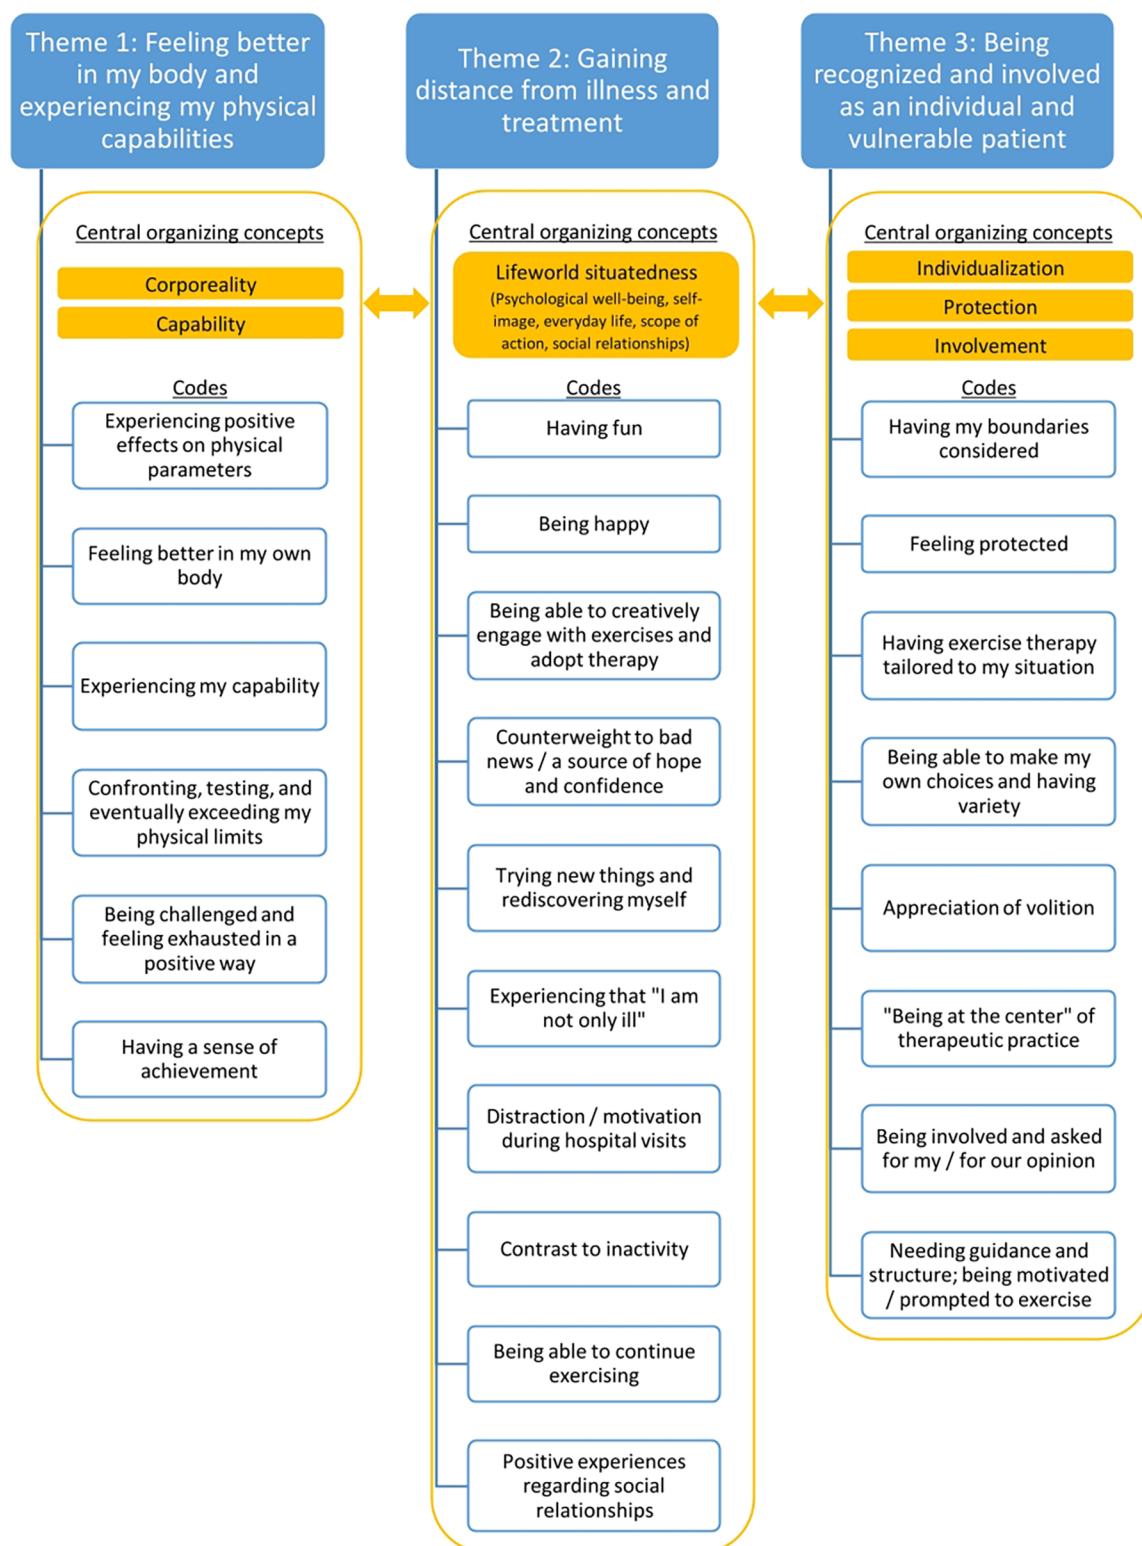 Theme 1: Feeling better
in my body and
experiencing my physical
capabilities
Central organizing concepts
Corporeality
Capability
Codes
Experiencing positive
effects on physical
parameters
Feeling better in my own
body
Experiencing my capability
Confronting, testing, and
eventually exceeding my
physical limits
Being challenged and
feeling exhausted in a
positive way
Having a sense of
achievement
Theme 2: Gaining
distance from illness and
treatment
Central organizing concepts
Lifeworld situatedness
(Psychological well-being, self-
image, everyday life, scope of
action, social relationships)
Codes
Having fun
Being happy
Being able to creatively
engage with exercises and
adopt therapy
Counterweight to bad
news / a source of hope
and confidence
Trying new things and
rediscovering myself
Experiencing that "I am
not only ill"
Distraction / motivation
during hospital visits
Contrast to inactivity
Being able to continue
exercising
Positive experiences
regarding social
relationships
Theme 3: Being
recognized and involved
as an individual and
vulnerable patient
Central organizing concepts
Individualization
Protection
Involvement
Codes
Having my boundaries
considered
Feeling protected
Having exercise therapy
tailored to my situation
Being able to make my
own choices and having
variety
Appreciation of volition
"Being at the center" of
therapeutic practice
Being involved and asked
for my / for our opinion
Needing guidance and
structure; being motivated
/ prompted to exercise